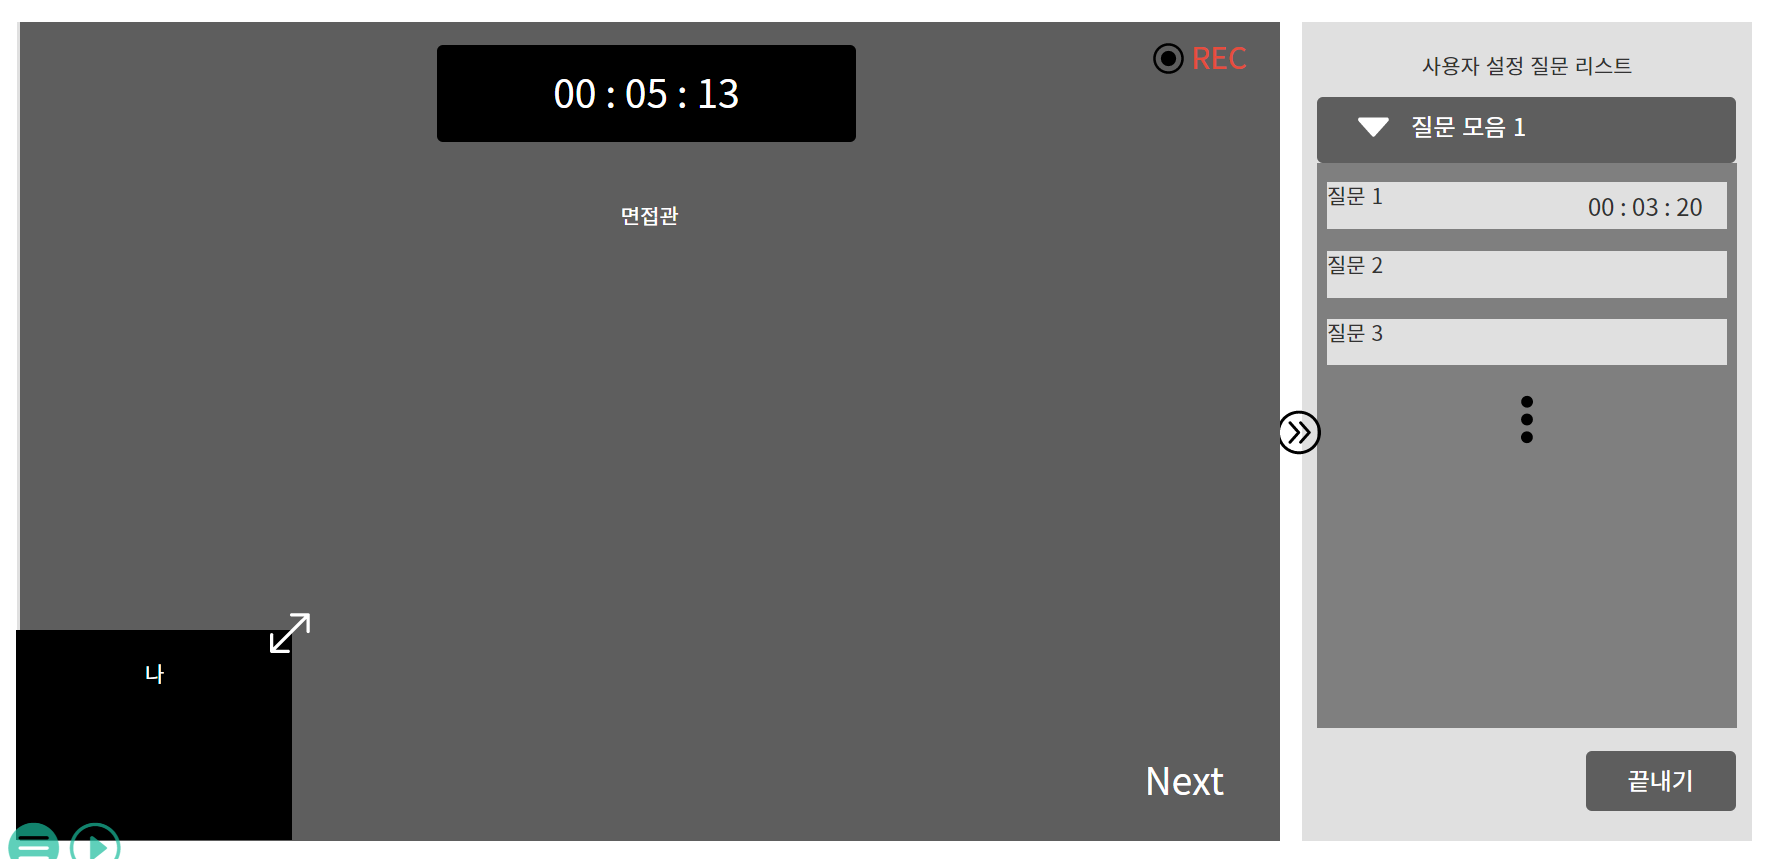 00 : 05 : 13
REC
면접관
나
Next
사용자 설정 질문 리스트
질문 모음 1
질문 1
00 : 03 : 20
질문 2
질문 3
끝내기